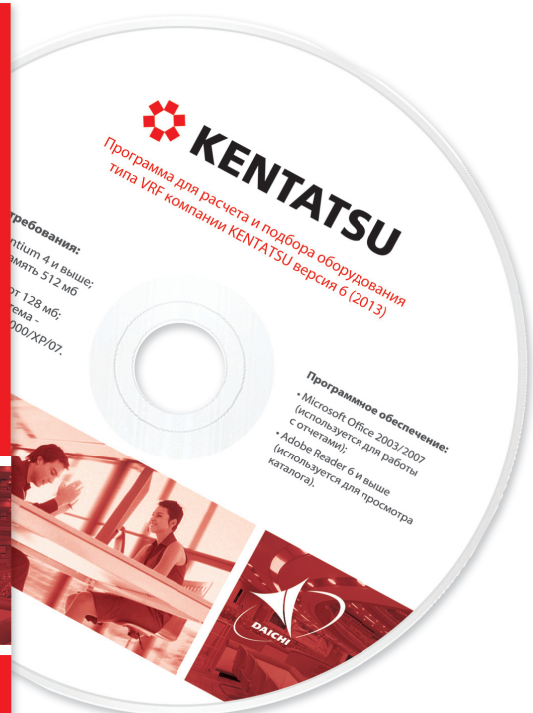 KENTATSU
Программа для расчета и подбора оборудования
типа VRF компании KENTATSU версия 6 (2013)
требования:
ntium 4 и выше;
амять 512 мб
от 128 мб;
тема –
000/XP/07.
Программное обеспечение:
• Microsoft Office 2003/2007
(используется для работы
с отчетами);
• Adobe Reader 6 и выше
(используется для просмотра
каталога).
DAICHI